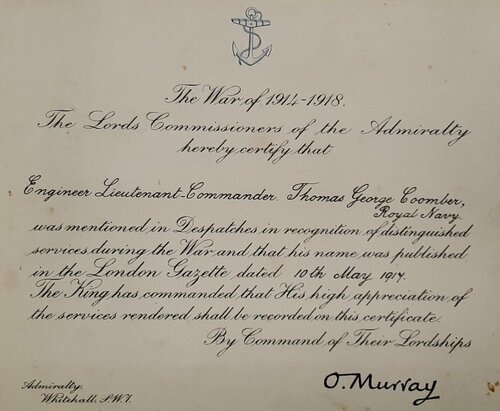 The War of 1914-1918.
The Lords Commissioners of the Admiralty
hereby certify that
Engineer Lieutenant-Commander. Thomas George Coomber,
Royal Navy.
was mentioned in Despatches in recognition of distinguished
services during the War and that his name was published
in the London Gazette dated 10th May 1917.
The King has commanded that His high appreciation of
the services rendered shall be recorded on this certificate.
By Command of Their Lordships
O. Murray
Admiralty.
Whitehall. S.W.1.